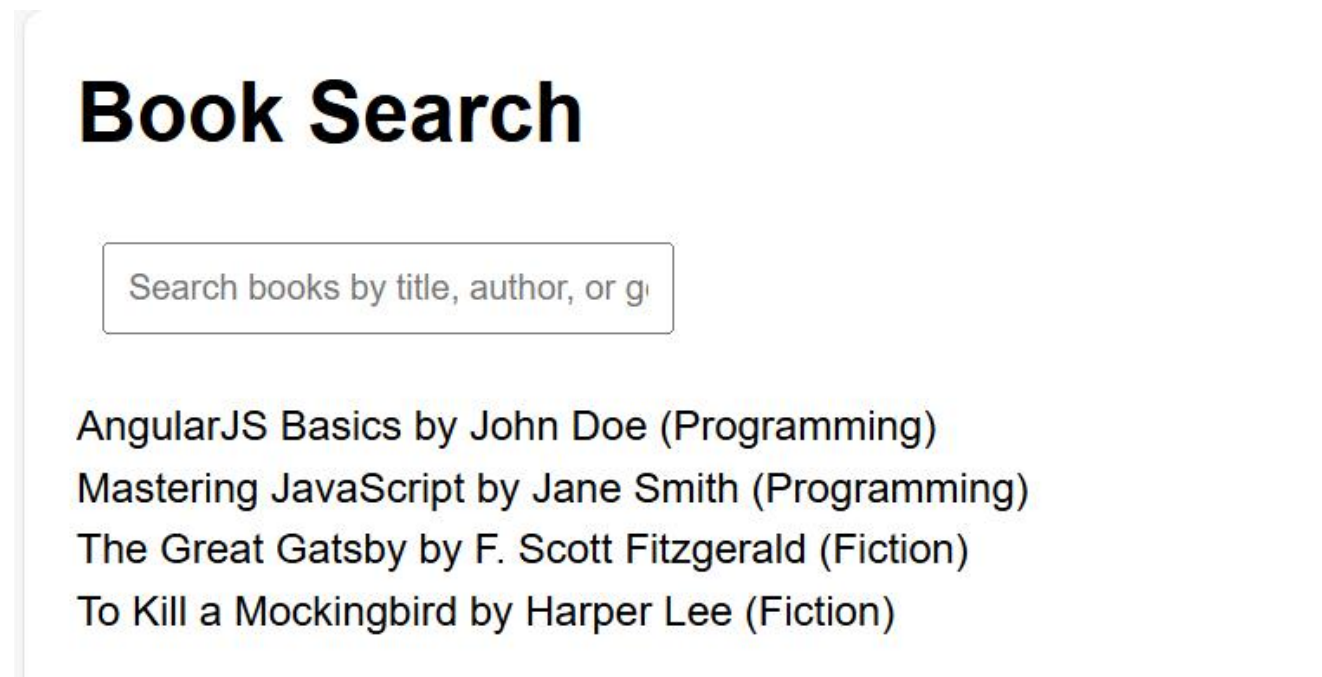 Book Search
Search books by title, author, or
AngularJS Basics by John Doe (Programming)
Mastering JavaScript by Jane Smith (Programming)
The Great Gatsby by F. Scott Fitzgerald (Fiction)
To Kill a Mockingbird by Harper Lee (Fiction)